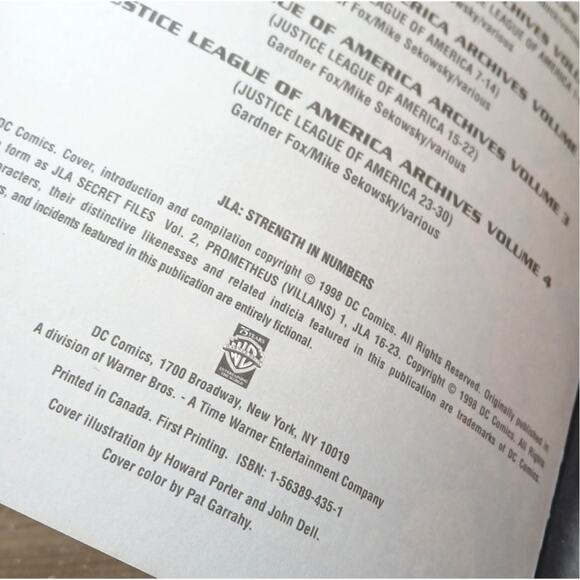 AMERICA ARCHIVES VOLUME
(JUSTICE LEAGUE OF AMERICA 7-14)
Gardner Fox/Mike Sekowsky/various
LEAGUE OF AMERICA ARCHIVES VOLUME 3
(JUSTICE LEAGUE OF AMERICA 15-22)
Gardner Fox/Mike Sekowsky/various
JUSTICE LEAGUE OF AMERICA ARCHIVES VOLUME 4
(JUSTICE LEAGUE OF AMERICA 23-30)
Gardner Fox/Mike Sekowsky/various
JLA: STRENGTH IN NUMBERS
DC Comics. Cover, introduction and compilation copyright © 1998 DC Comics. All Rights Reserved. Originally published in
form as JLA SECRET FILES Vol. 2, PROMETHEUS (VILLAINS) 1, JLA 16-23. Copyright © 1998 DC Comics. All Rights
characters, their distinctive likenesses and related indicia featured in this publication are trademarks of DC Comics.
and incidents featured in this publication are entirely fictional.
75 YEARS
DC Comics, 1700 Broadway, New York, NY 10019
A division of Warner Bros. - A Time Warner Entertainment Company
Printed in Canada. First Printing. ISBN: 1-56389-435-1
Cover illustration by Howard Porter and John Dell.
Cover color by Pat Garrahy.